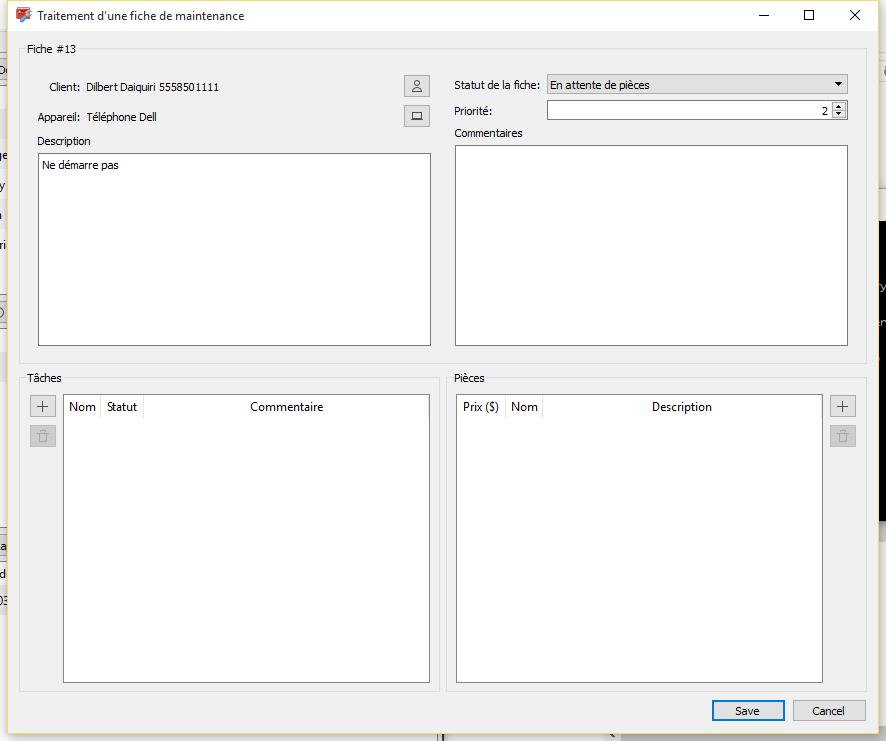 Traitement d'une fiche de maintenance
Fiche #13
Client: Dilbert Daiquiri 5558501111
Appareil: Téléphone Dell
Description
Ne démarre pas
Statut de la fiche: En attente de pièces
Priorité: 2
Commentaires
Tâches
Nom Statut Commentaire
Pièces
Prix ($) Nom Description
Save Cancel